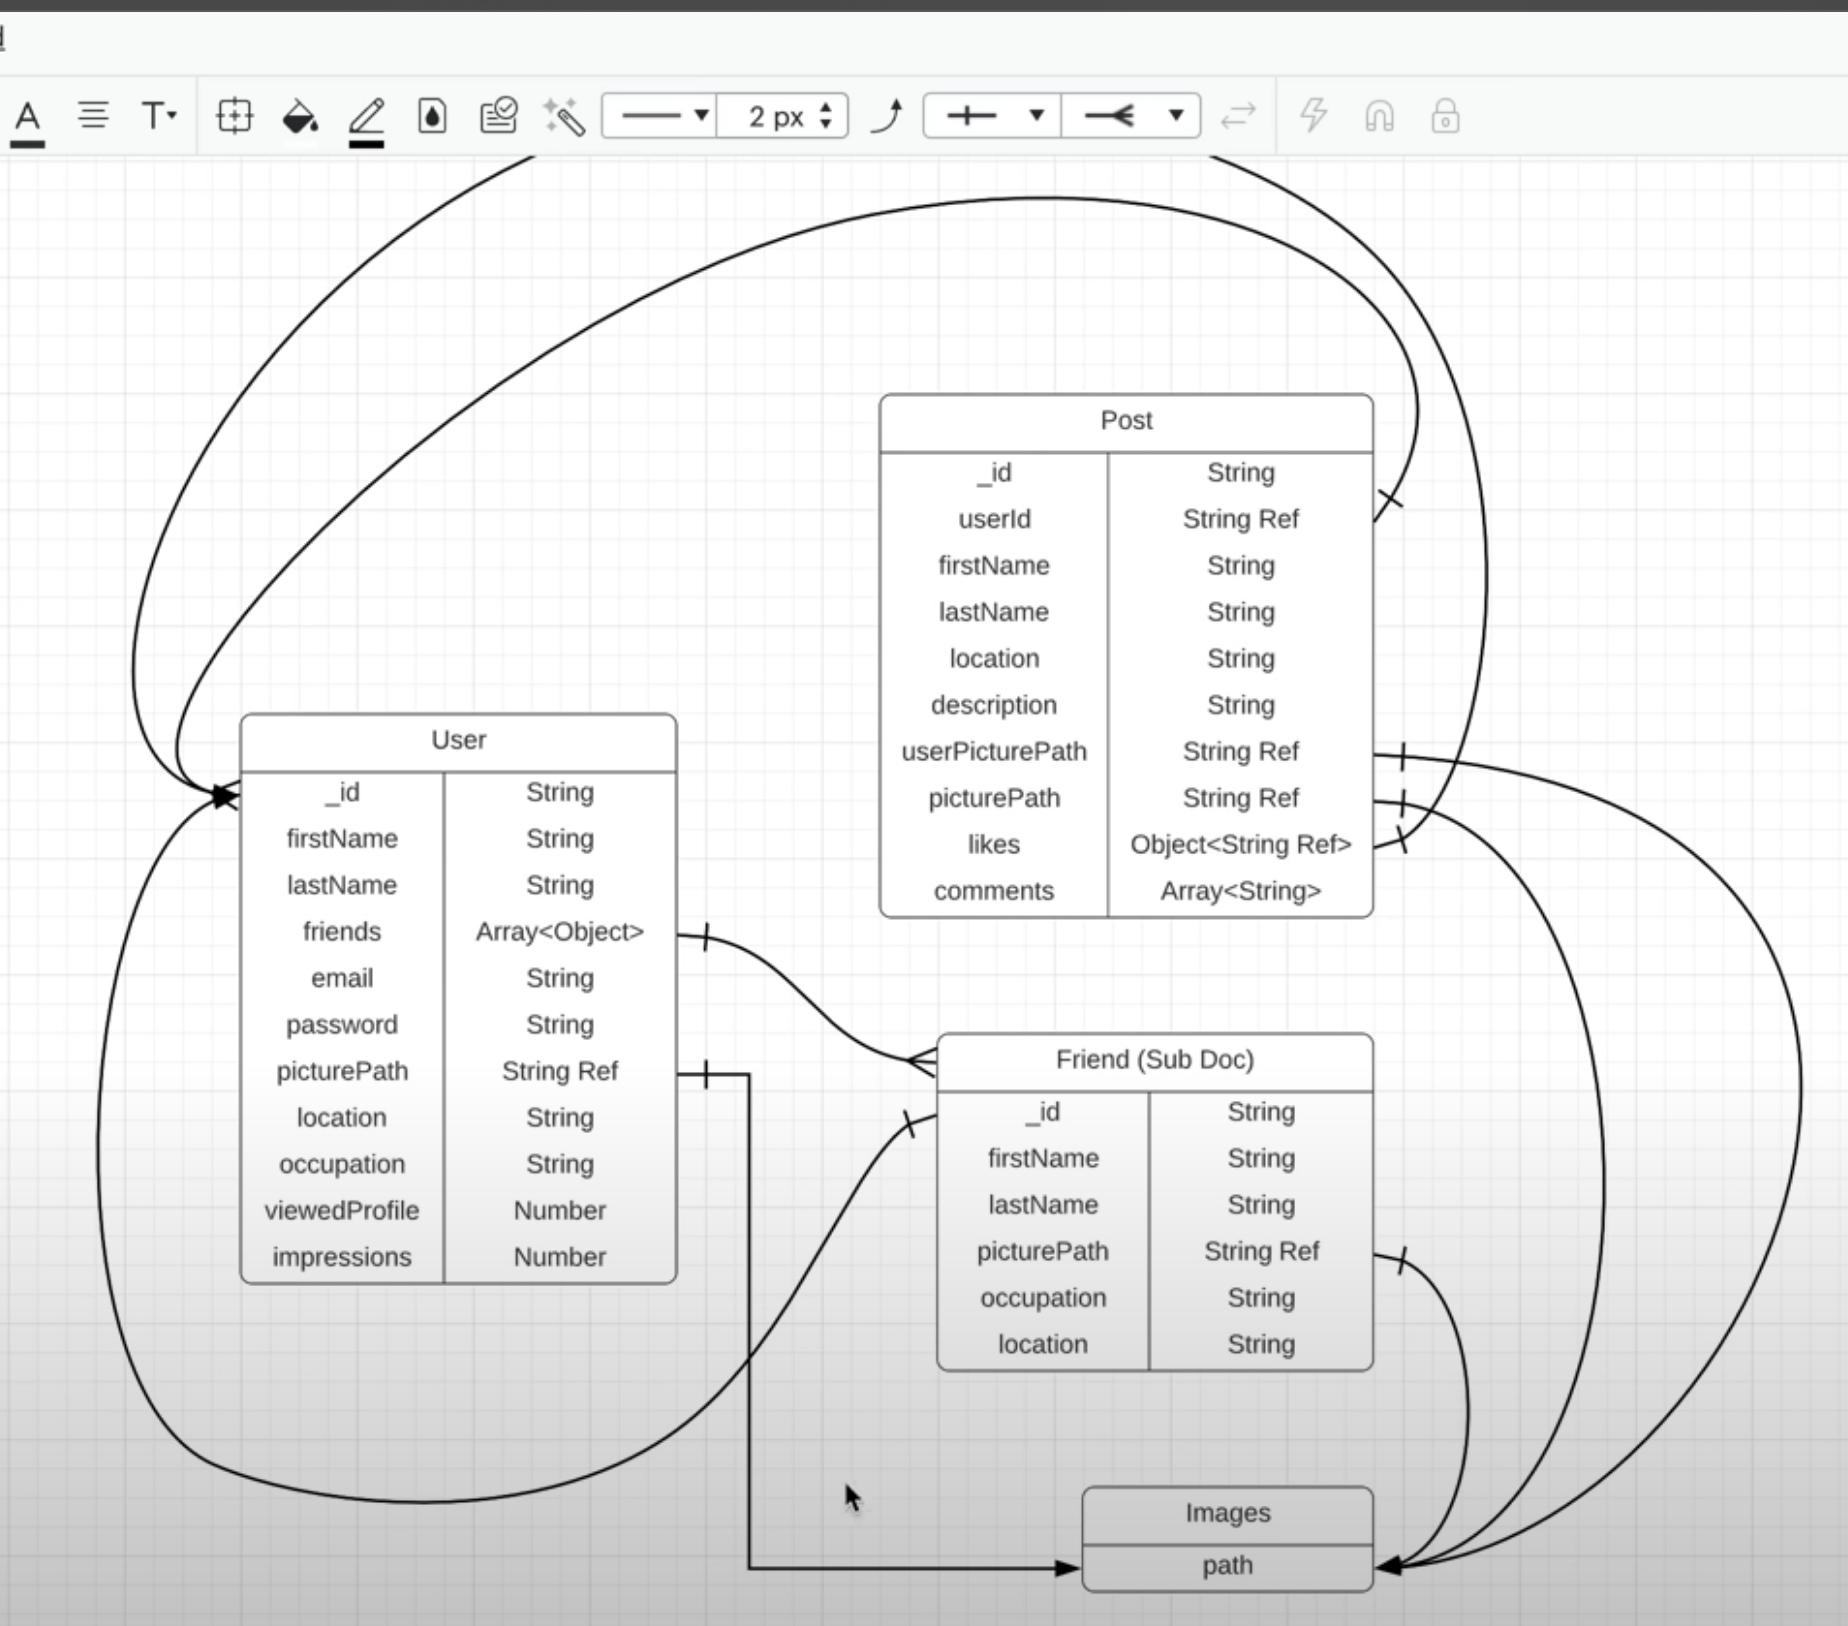 A
T
2 px
Post
_id String
userId String Ref
firstName String
lastName String
location String
description String
userPicturePath String Ref
picturePath String Ref
likes Object<String Ref>
comments Array<String>
User
_id String
firstName String
lastName String
friends Array<Object>
email String
password String
picturePath String Ref
location String
occupation String
viewedProfile Number
impressions Number
Friend (Sub Doc)
_id String
firstName String
lastName String
picturePath String Ref
occupation String
location String
Images
path